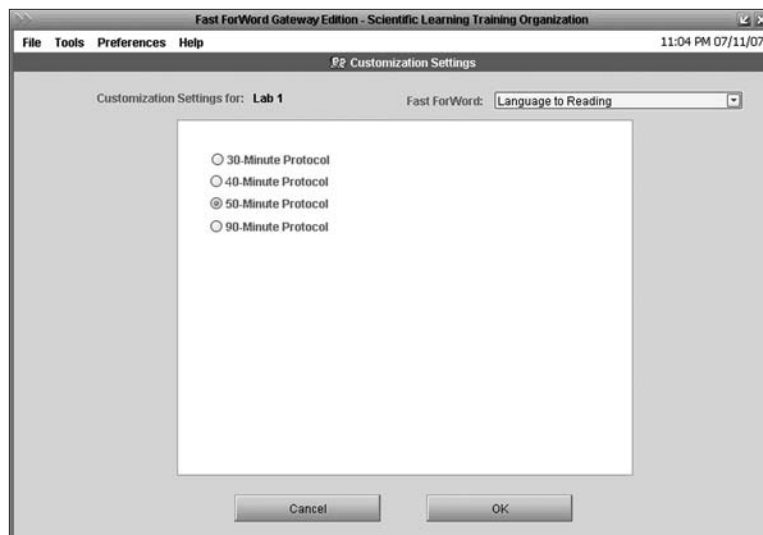 Fast ForWord Gateway Edition - Scientific Learning Training Organization
File Tools Preferences Help 11:04 PM 07/11/07
Customization Settings
Customization Settings for: Lab 1 Fast ForWord: Language to Reading
30-Minute Protocol
40-Minute Protocol
50-Minute Protocol
90-Minute Protocol
Cancel OK